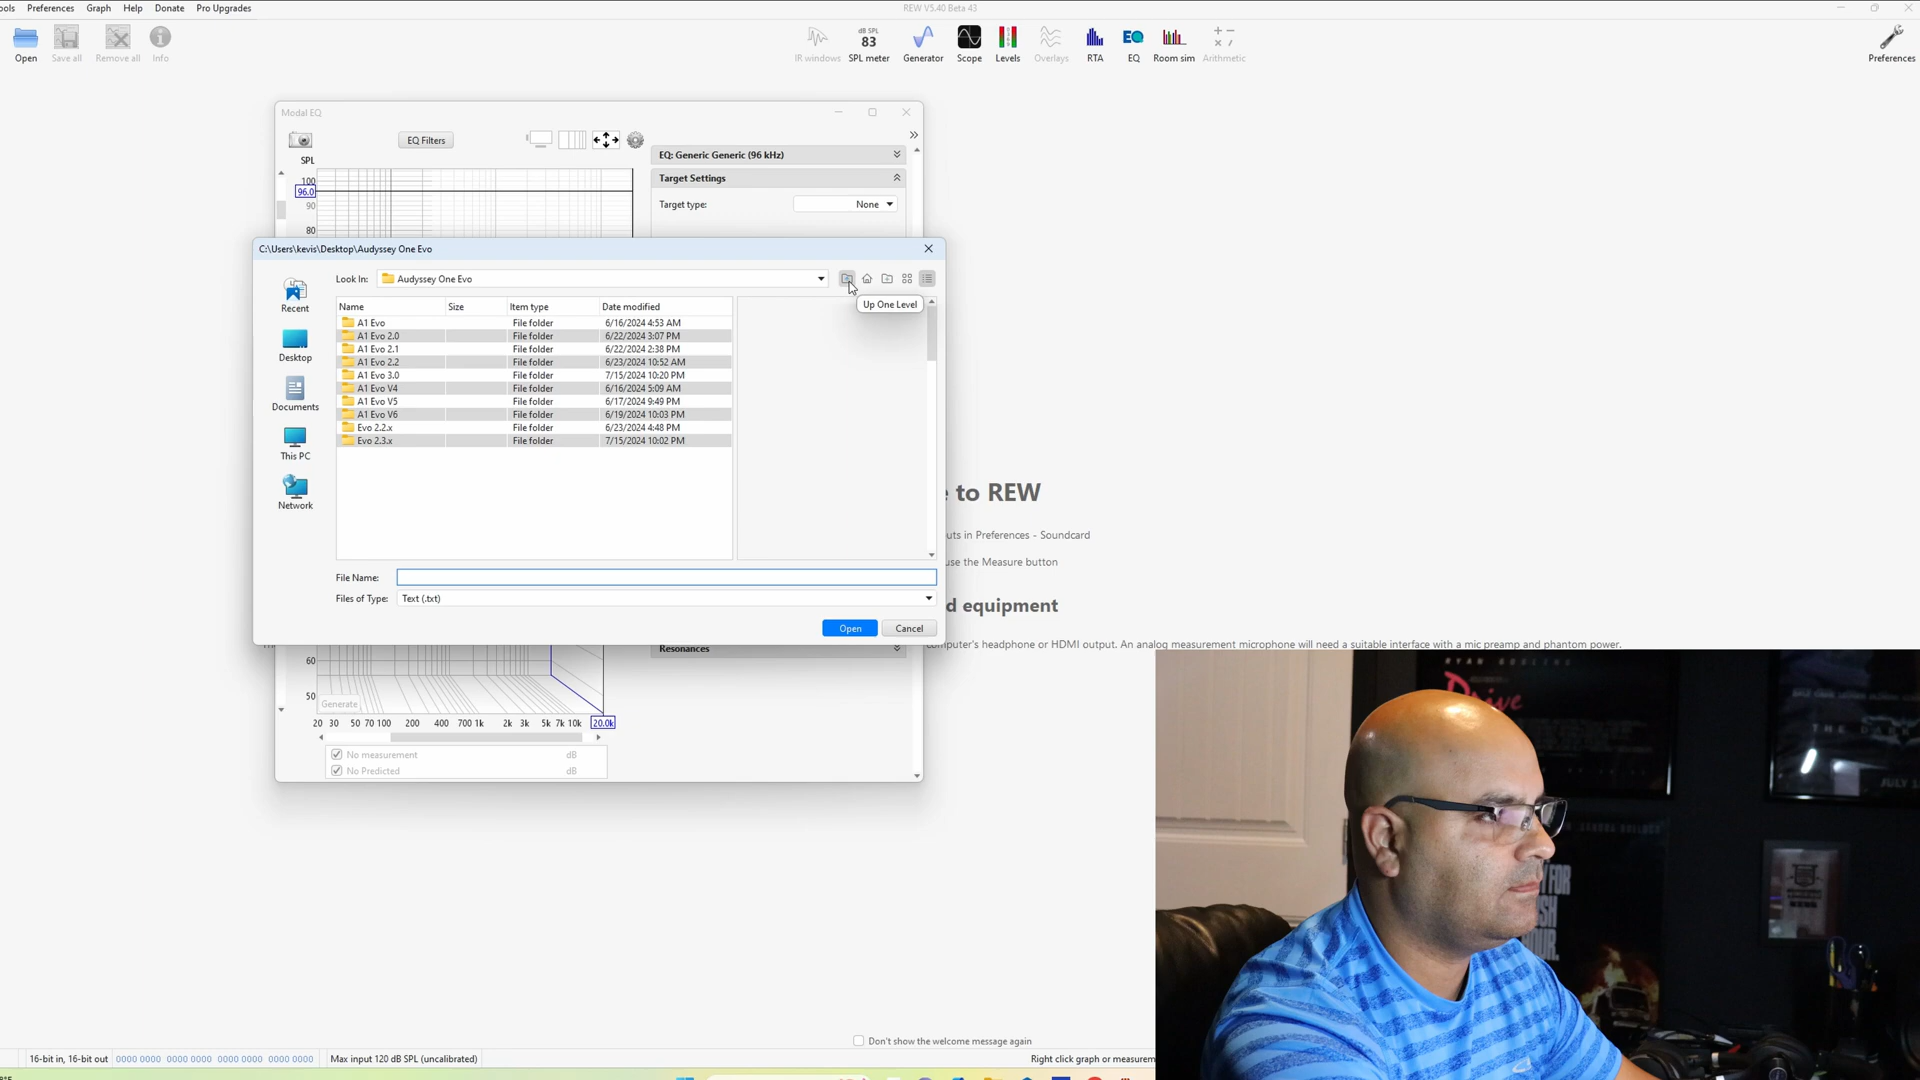 ools Preferences Graph Help Donate Pro Upgrades
REW V5.40 Beta 43
Open Save all Remove all Info
dB SPL
83
IR windows SPL meter Generator Scope Levels Overlays RTA EQ Room sim Arithmetic Preferences
Modal EQ
EQ Filters
SPL
EQ: Generic Generic (96 kHz)
Target Settings
Target type: None
100
96.0
90
80
C:\Users\kevis\Desktop\Audyssey One Evo
Look In: Audyssey One Evo
Up One Level
Recent
Desktop
Documents
This PC
Network
Name Size Item type Date modified
A1 Evo File folder 6/16/2024 4:53 AM
A1 Evo 2.0 File folder 6/22/2024 3:07 PM
A1 Evo 2.1 File folder 6/22/2024 2:38 PM
A1 Evo 2.2 File folder 6/23/2024 10:52 AM
A1 Evo 3.0 File folder 7/15/2024 10:20 PM
A1 Evo V4 File folder 6/16/2024 5:09 AM
A1 Evo V5 File folder 6/17/2024 9:49 PM
A1 Evo V6 File folder 6/19/2024 10:03 PM
Evo 2.2.x File folder 6/23/2024 4:48 PM
Evo 2.3.x File folder 7/15/2024 10:02 PM
File Name:
Files of Type: Text (.txt)
Open Cancel
to REW
uts in Preferences - Soundcard
use the Measure button
d equipment
computer's headphone or HDMI output. An analog measurement microphone will need a suitable interface with a mic preamp and phantom power.
Resonances
60
50
Generate
20 30 50 70 100 200 400 700 1k 2k 3k 5k 7k 10k 20.0k
No measurement dB
No Predicted dB
RYAN GOSLING
Drive
THE DA
JULY
Don't show the welcome message again
16-bit in, 16-bit out 0000 0000 0000 0000 0000 0000 0000 0000 Max input 120 dB SPL (uncalibrated)
Right click graph or measurem